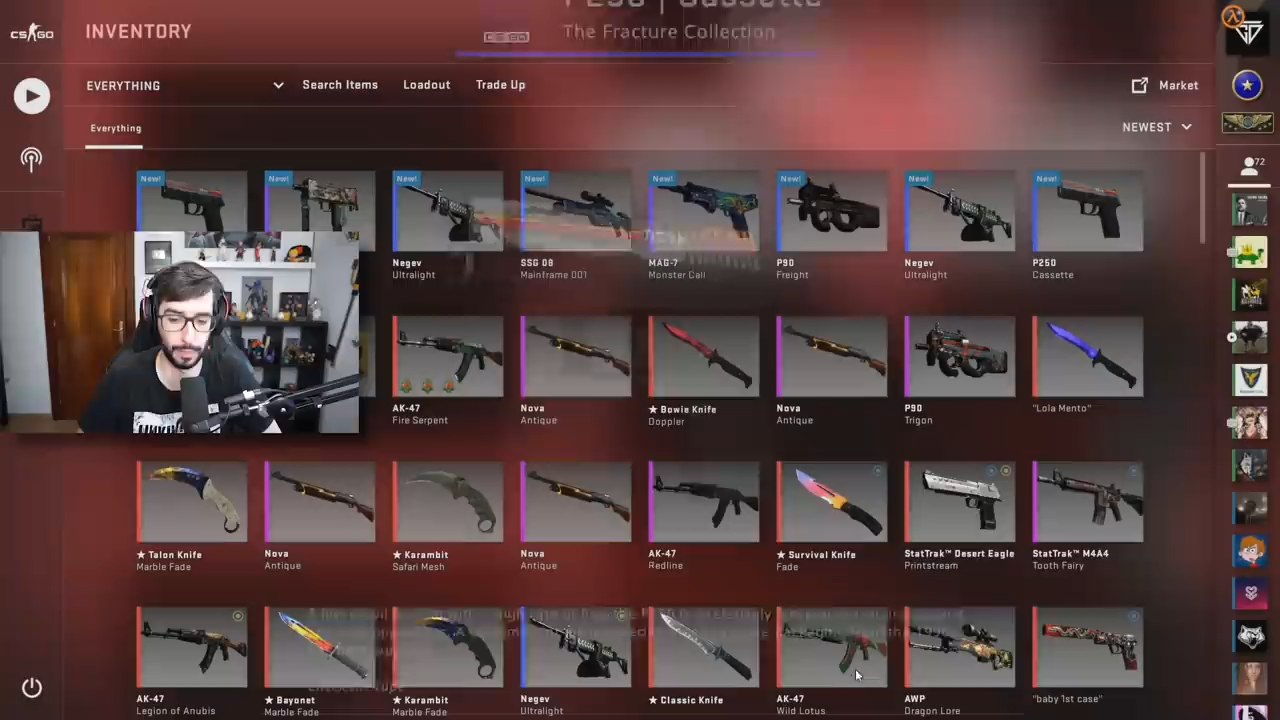 CS:GO
INVENTORY
The Fracture Collection
EVERYTHING
Search Items
Loadout
Trade Up
Market
Everything
NEWEST
72
New!
New!
New!
New!
New!
New!
New!
New!
Negev
Ultralight
SSG 08
Mainframe 001
MAG-7
Monster Call
P90
Freight
Negev
Ultralight
P250
Cassette
AK-47
Fire Serpent
Nova
Antique
★ Bowie Knife
Doppler
Nova
Antique
P90
Trigon
"Lola Mento"
★ Talon Knife
Marble Fade
Nova
Antique
★ Karambit
Safari Mesh
Nova
Antique
AK-47
Redline
★ Survival Knife
Fade
StatTrak™ Desert Eagle
Printstream
StatTrak™ M4A4
Tooth Fairy
AK-47
Legion of Anubis
★ Bayonet
Marble Fade
★ Karambit
Marble Fade
Negev
Ultralight
★ Classic Knife
AK-47
Wild Lotus
AWP
Dragon Lore
"baby 1st case"